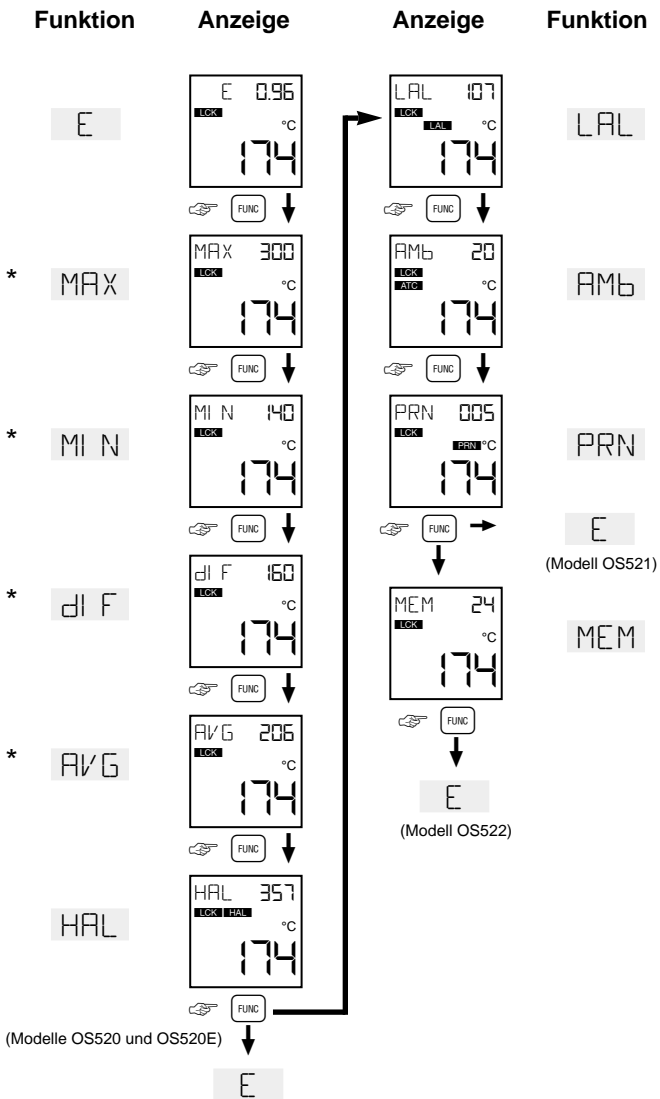 Funktion Anzeige Anzeige Funktion
E
E 0.96
LCK
°C
174
FUNC
* MAX
MAX 300
LCK
°C
174
FUNC
* MIN
MIN 140
LCK
°C
174
FUNC
* dIF
dIF 160
LCK
°C
174
FUNC
* AVG
AVG 206
LCK
°C
174
FUNC
HAL
HAL 357
LCK HAL
°C
174
FUNC
(Modelle OS520 und OS520E)
E
LAL 107
LCK
LAL °C
174
LAL
FUNC
AMb 20
LCK
ATC °C
174
AMb
FUNC
PRN 005
LCK
PRN °C
174
PRN
FUNC
E
(Modell OS521)
MEM 24
LCK
°C
174
MEM
FUNC
E
(Modell OS522)